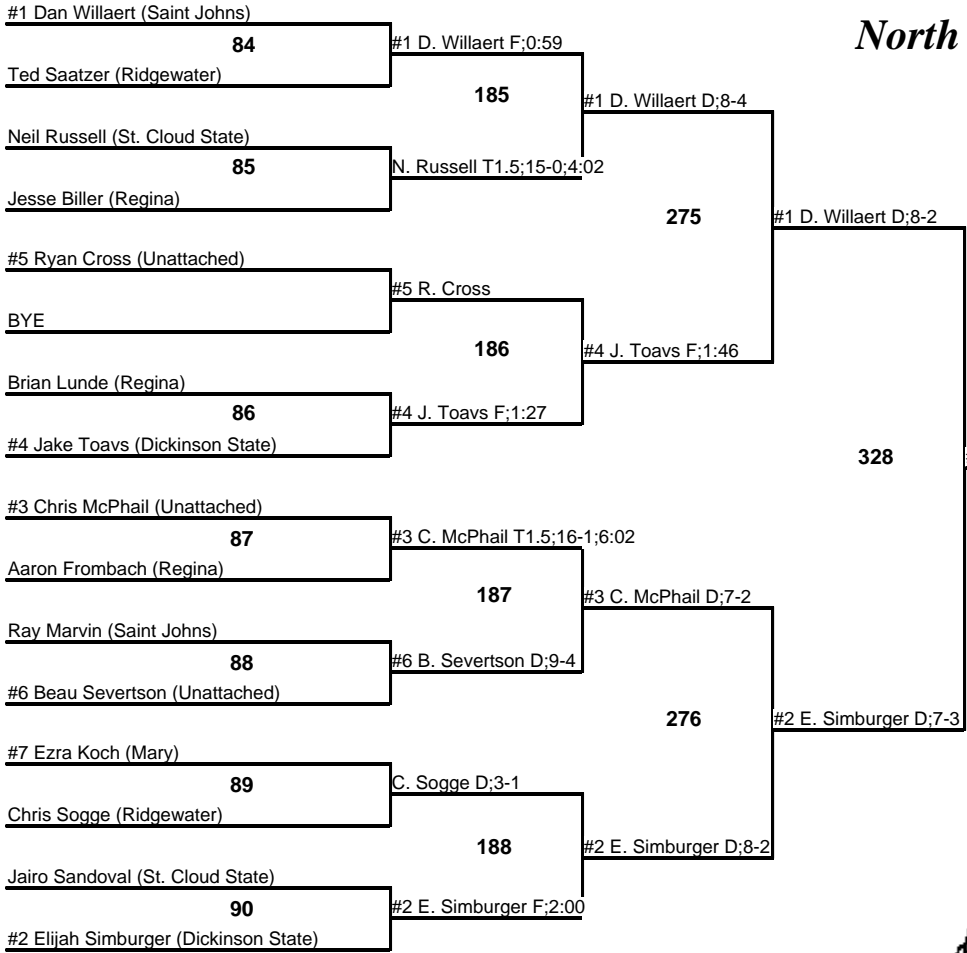 #1 Dan Willaert (Saint Johns)
84
Ted Saatzer (Ridgewater)
Neil Russell (St. Cloud State)
85
Jesse Biller (Regina)
#5 Ryan Cross (Unattached)
BYE
Brian Lunde (Regina)
86
#4 Jake Toavs (Dickinson State)
#3 Chris McPhail (Unattached)
87
Aaron Frombach (Regina)
Ray Marvin (Saint Johns)
88
#6 Beau Severtson (Unattached)
#7 Ezra Koch (Mary)
89
Chris Sogge (Ridgewater)
Jairo Sandoval (St. Cloud State)
90
#2 Elijah Simburger (Dickinson State)
#1 D. Willaert F;0:59
185
N. Russell T1.5;15-0;4:02
#5 R. Cross
186
#4 J. Toavs F;1:27
#3 C. McPhail T1.5;16-1;6:02
187
#6 B. Severtson D;9-4
C. Sogge D;3-1
188
#2 E. Simburger F;2:00
#1 D. Willaert D;8-4
275
#4 J. Toavs F;1:46
#3 C. McPhail D;7-2
276
#2 E. Simburger D;8-2
North
#1 D. Willaert D;8-2
328
#2 E. Simburger D;7-3